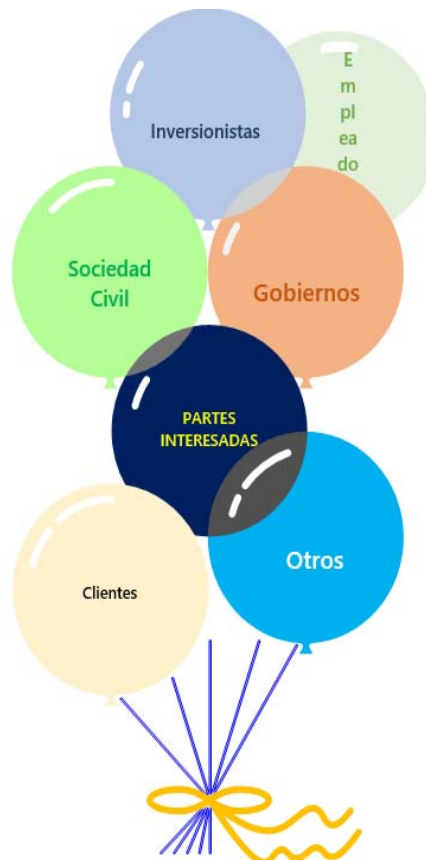 E
m
pl
ea
do
Inversionistas
Sociedad
Civil
Gobiernos
PARTES
INTERESADAS
Otros
Clientes